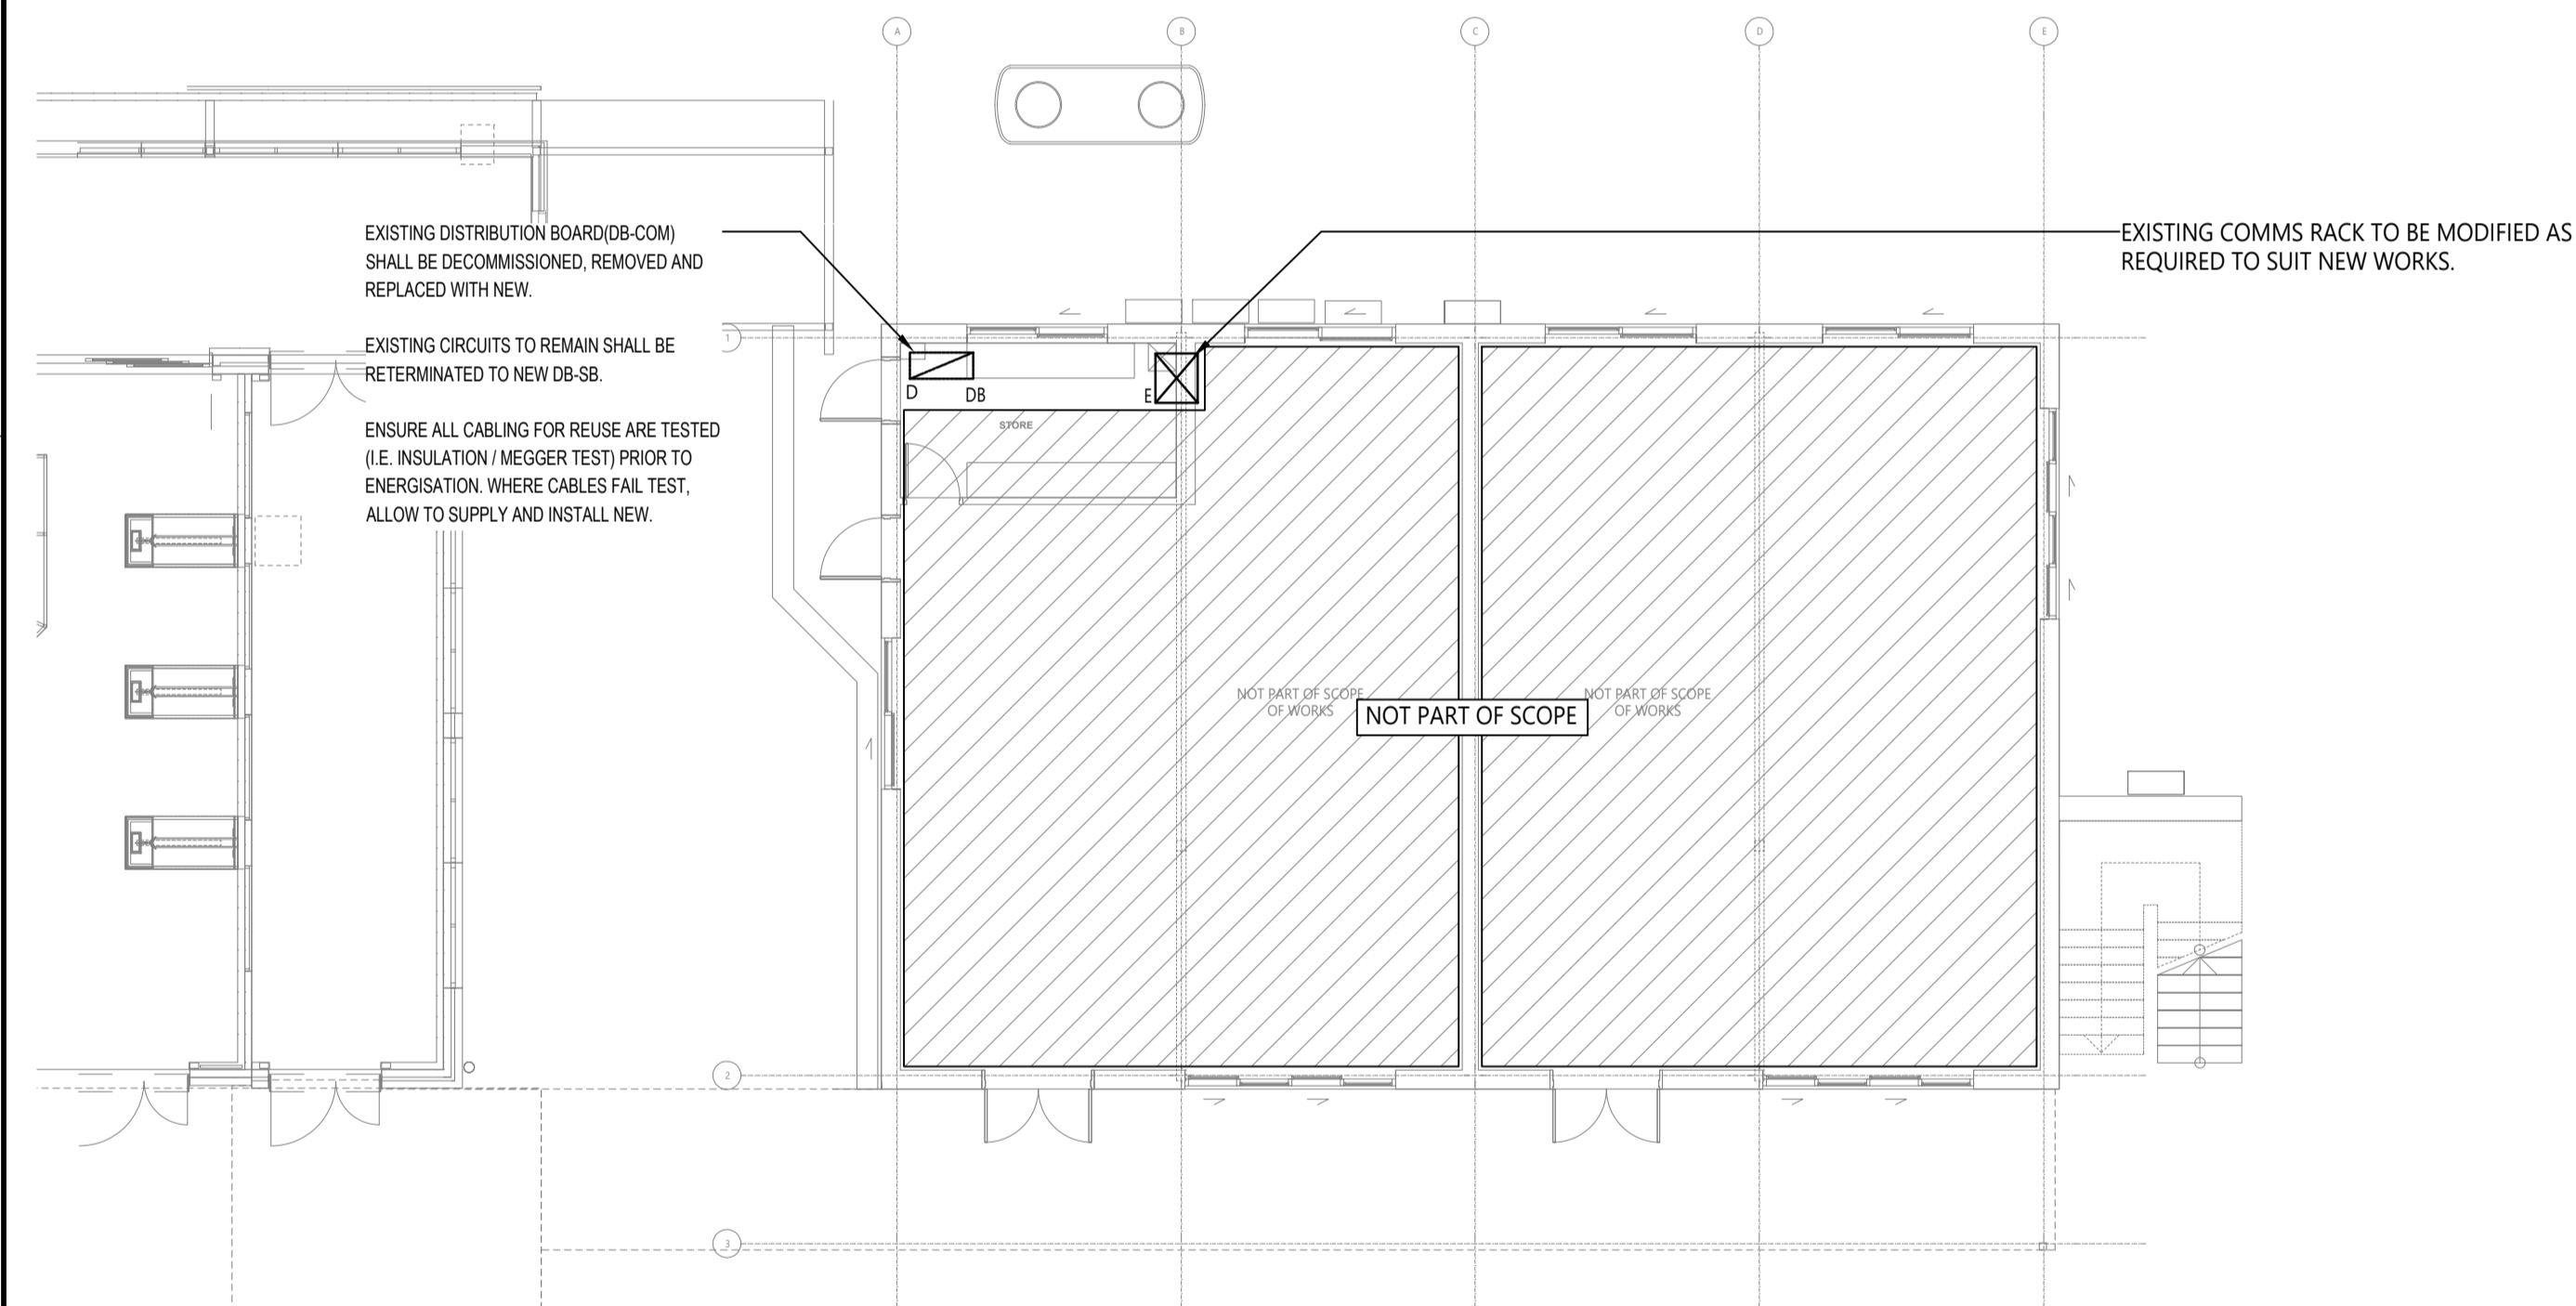 A
B
C
D
E
EXISTING DISTRIBUTION BOARD(DB-COM)
SHALL BE DECOMMISSIONED, REMOVED AND
REPLACED WITH NEW.
EXISTING CIRCUITS TO REMAIN SHALL BE
RETERMINATED TO NEW DB-SB.
ENSURE ALL CABLING FOR REUSE ARE TESTED
(I.E. INSULATION / MEGGER TEST) PRIOR TO
ENERGISATION. WHERE CABLES FAIL TEST,
ALLOW TO SUPPLY AND INSTALL NEW.
EXISTING COMMS RACK TO BE MODIFIED AS
REQUIRED TO SUIT NEW WORKS.
1
D
DB
E
STORE
NOT PART OF SCOPE
OF WORKS
NOT PART OF SCOPE
NOT PART OF SCOPE
OF WORKS
2
3